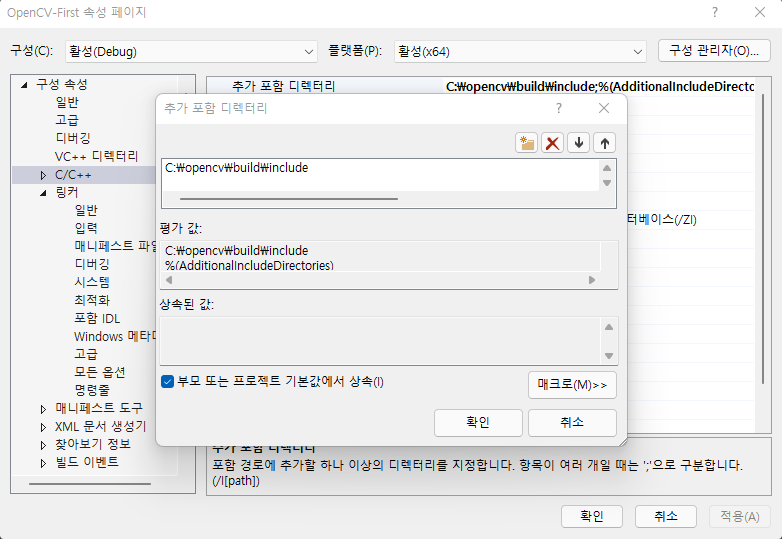 OpenCV-First 속성 페이지
구성(C): 활성(Debug) 플랫폼(P): 활성(x64) 구성 관리자(O)...
구성 속성
일반
고급
디버깅
VC++ 디렉터리
C/C++
링커
일반
입력
매니페스트 파일
디버깅
시스템
최적화
포함 IDL
Windows 메타데
고급
모든 옵션
명령줄
매니페스트 도구
XML 문서 생성기
찾아보기 정보
빌드 이벤트
추가 포함 디렉터리 C:₩opencv₩build₩include;%(AdditionalIncludeDirecto
터베이스(/ZI)
추가 포함 디렉터리
C:₩opencv₩build₩include
평가 값:
C:₩opencv₩build₩include
%(AdditionalIncludeDirectories)
상속된 값:
부모 또는 프로젝트 기본값에서 상속(I)
매크로(M)>>
확인 취소
추가 포함 디렉터리
포함 경로에 추가할 하나 이상의 디렉터리를 지정합니다. 항목이 여러 개일 때는 ';'으로 구분합니다.
(/I[path])
확인 취소 적용(A)